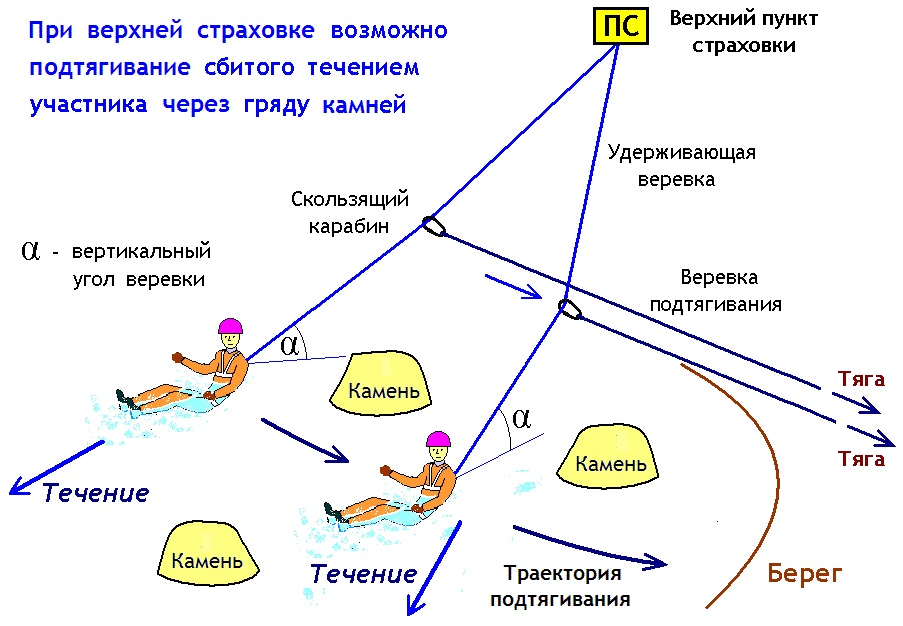 При верхней страховке возможно
подтягивание сбитого течением
участника через гряду камней
ПС
Верхний пункт
страховки
Удерживающая
веревка
Скользящий
карабин
α - вертикальный
угол веревки
Веревка
подтягивания
α
Камень
Тяга
α
Тяга
Камень
Течение
Камень
Течение
Траектория
подтягивания
Берег